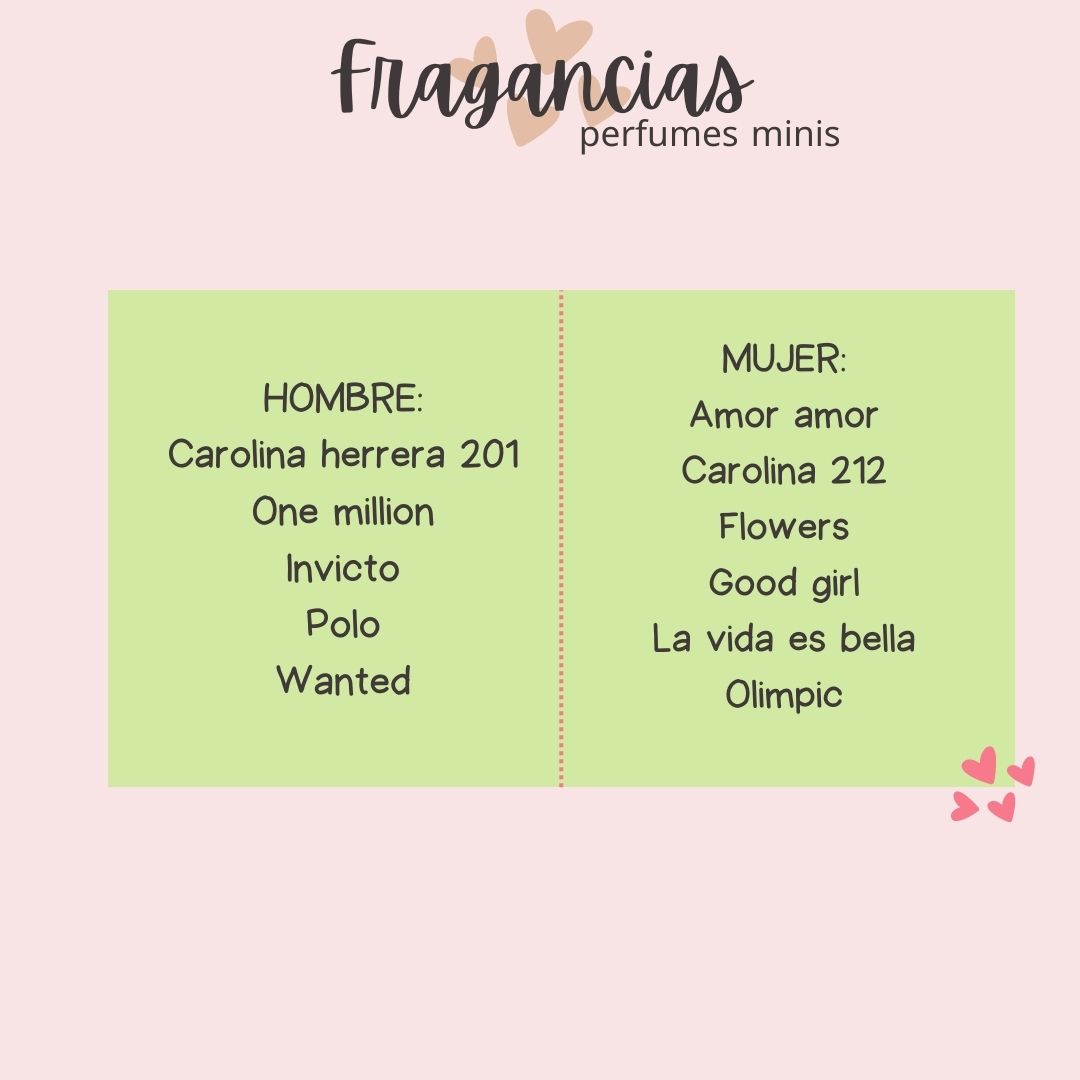 Fragancias
perfumes minis
HOMBRE:
Carolina herrera 201
One million
Invicto
Polo
Wanted
MUJER:
Amor amor
Carolina 212
Flowers
Good girl
La vida es bella
Olimpic